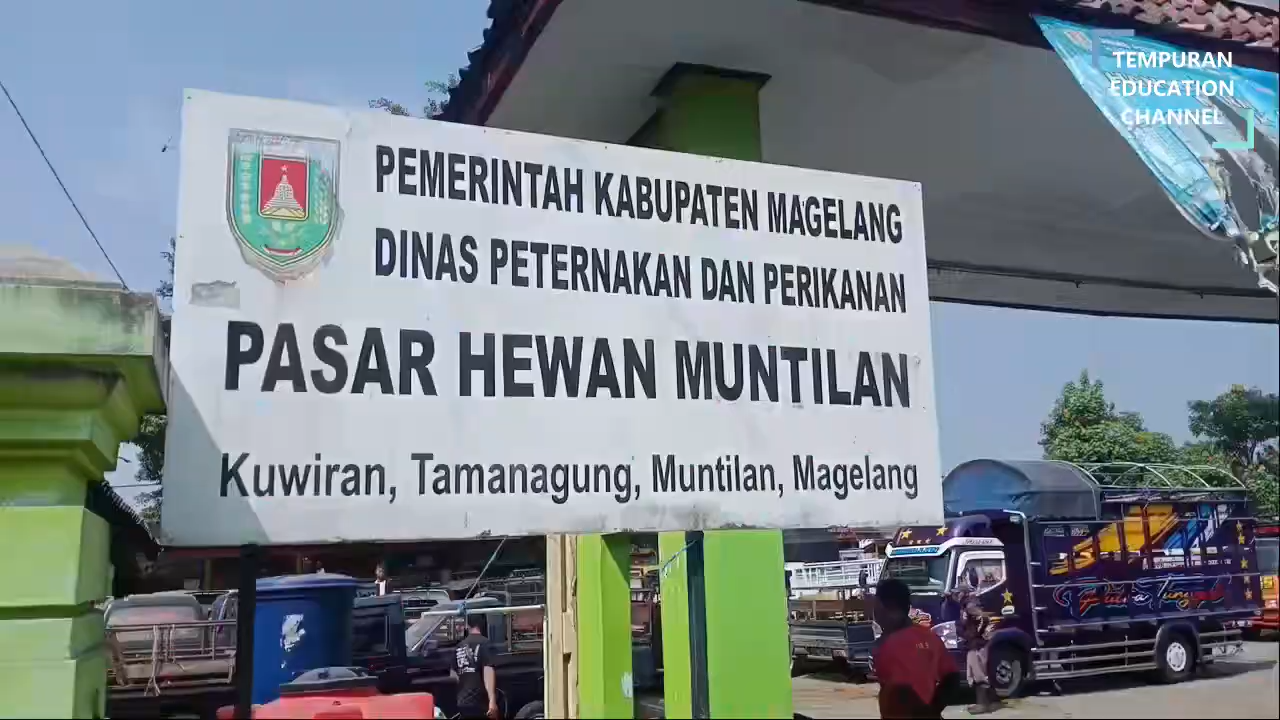 TEMPURAN
EDUCATION
CHANNEL
PEMERINTAH KABUPATEN MAGELANG
DINAS PETERNAKAN DAN PERIKANAN
PASAR HEWAN MUNTILAN
Kuwiran, Tamanagung, Muntilan, Magelang